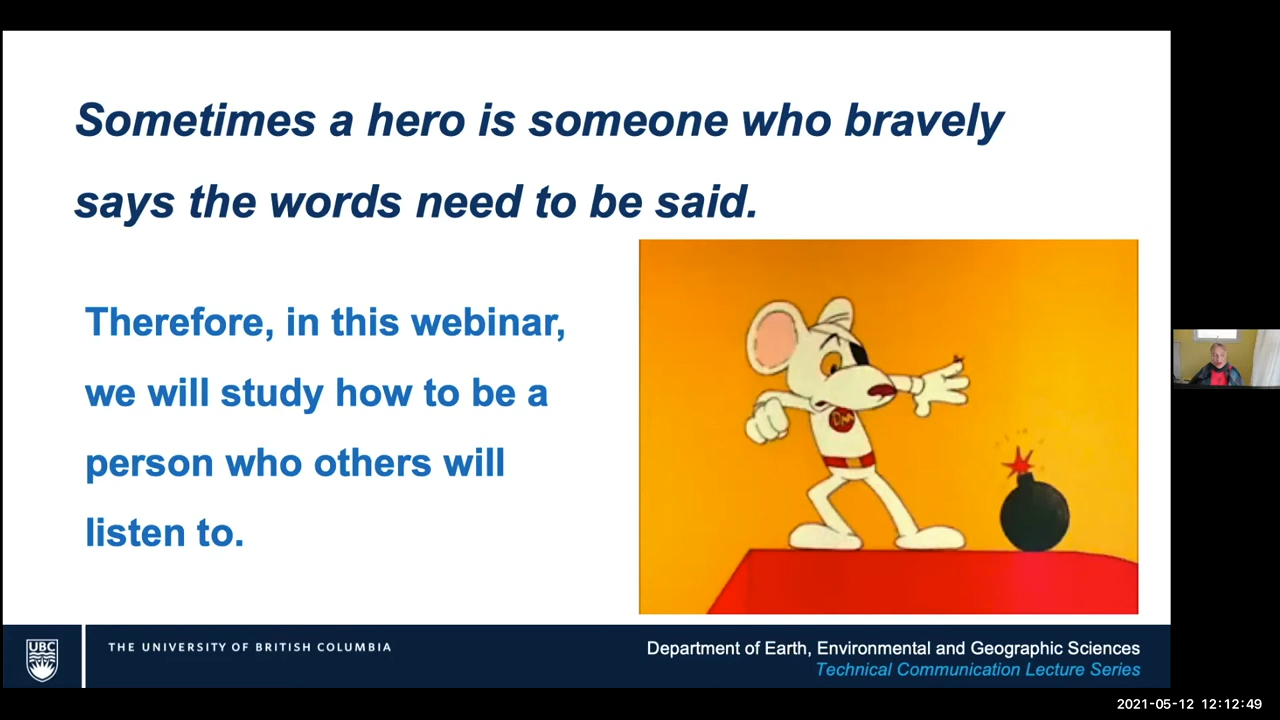 Sometimes a hero is someone who bravely
says the words need to be said.
Therefore, in this webinar,
we will study how to be a
person who others will
listen to.
DM
UBC
THE UNIVERSITY OF BRITISH COLUMBIA
Department of Earth, Environmental and Geographic Sciences
Technical Communication Lecture Series
2021-05-12 12:12:49